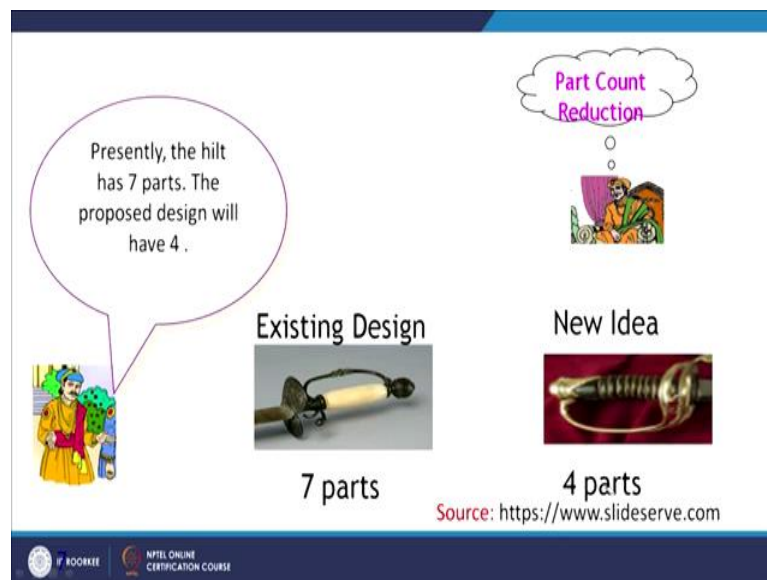 Part Count
Reduction
Presently, the hilt
has 7 parts. The
proposed design will
have 4 .
Existing Design
New Idea
7 parts
4 parts
Source: https://www.slideserve.com
7
ROORKEE
NPTEL ONLINE
CERTIFICATION COURSE